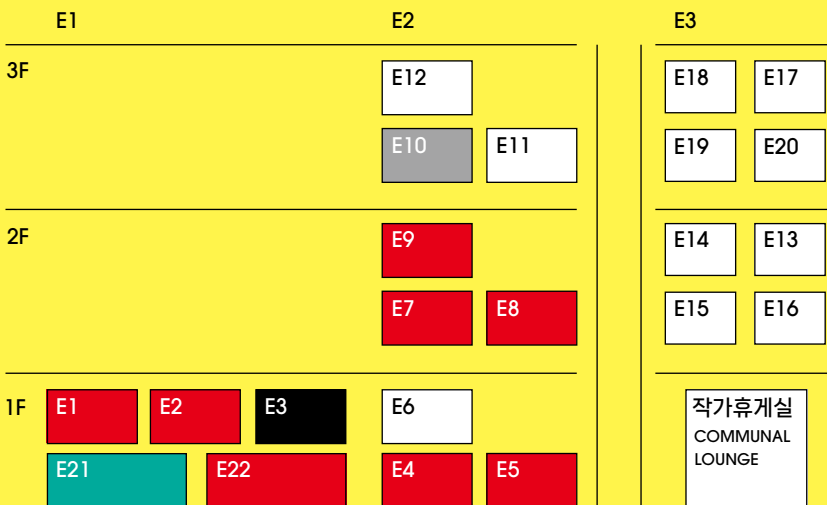 E1 E2 E3
3F
E12
E18 E17
E10 E11
E19 E20
2F
E9
E14 E13
E7 E8
E15 E16
1F
E1 E2 E3
E6
작가휴게실
COMMUNAL
LOUNGE
E21 E22
E4 E5